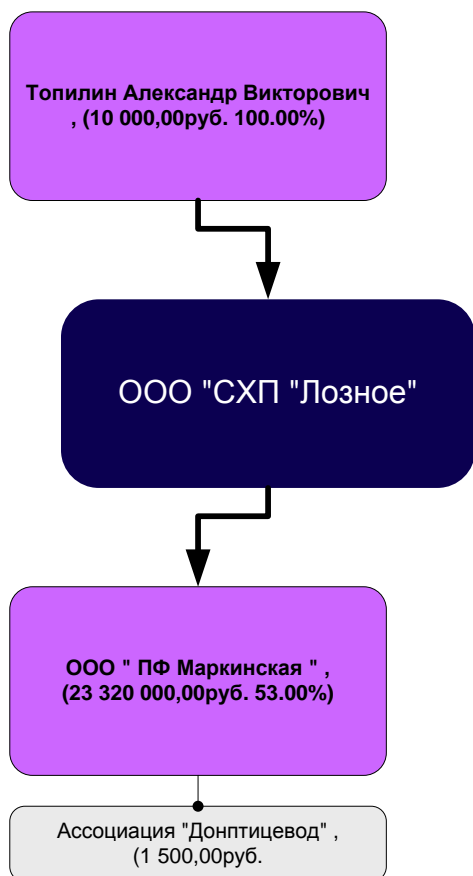 Топилин Александр Викторович
, (10 000,00руб. 100.00%)
ООО "СХП "Лозное"
ООО " ПФ Маркинская " ,
(23 320 000,00руб. 53.00%)
Ассоциация "Донптицевод" ,
(1 500,00руб.